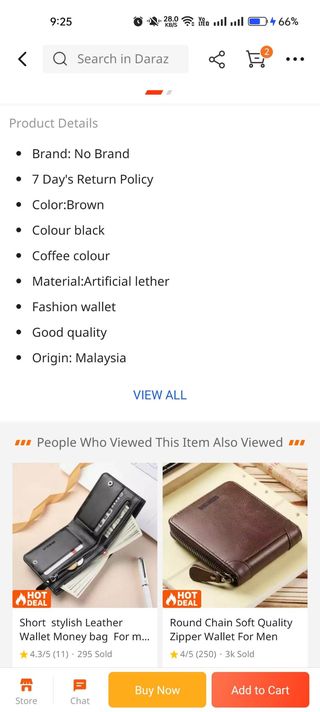 9:25
28.0
KB/S
66%
Search in Daraz
2
Product Details
Brand: No Brand
7 Day's Return Policy
Color:Brown
Colour black
Coffee colour
Material:Artificial lether
Fashion wallet
Good quality
Origin: Malaysia
VIEW ALL
People Who Viewed This Item Also Viewed
HOT
DEAL
HOT
DEAL
Short stylish Leather
Wallet Money bag For m...
4.3/5 (11) · 295 Sold
Round Chain Soft Quality
Zipper Wallet For Men
4/5 (250) · 3k Sold
Store
Chat
Buy Now
Add to Cart